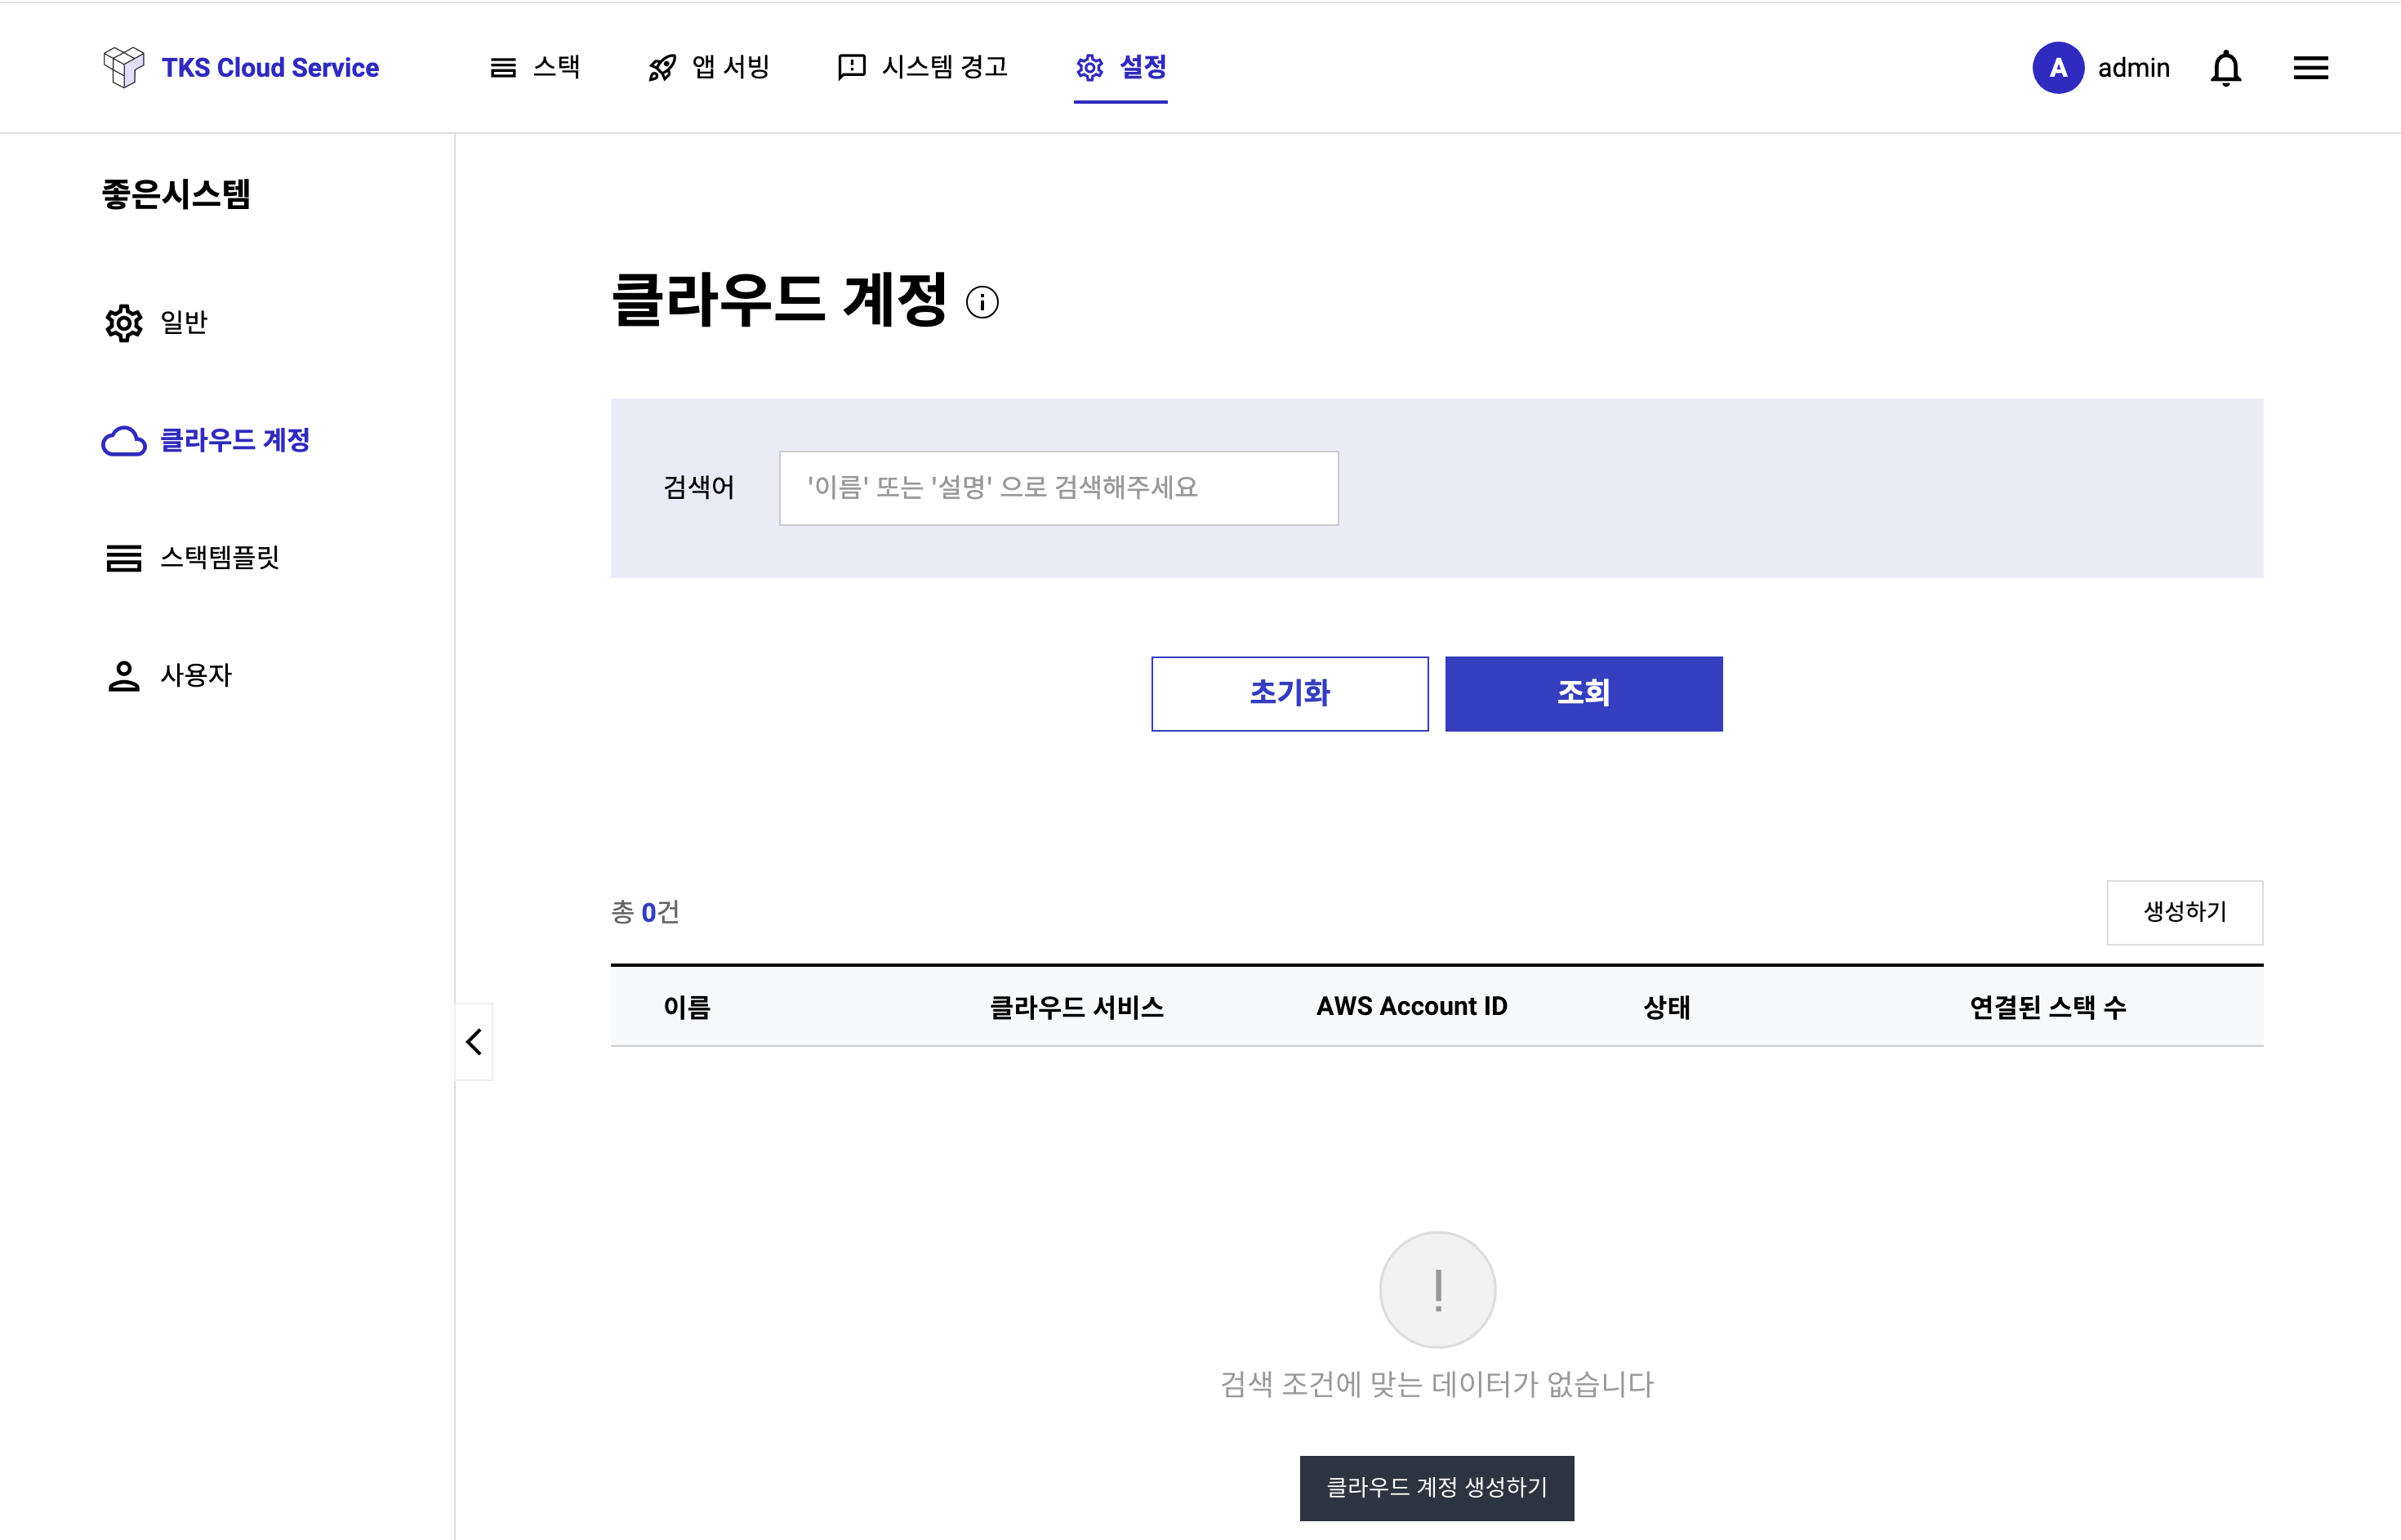 TKS Cloud Service 스택 앱 서빙 시스템 경고 설정 A admin
좋은시스템
일반
클라우드 계정
스택템플릿
사용자
클라우드 계정
검색어 '이름' 또는 '설명' 으로 검색해주세요
초기화 조회
총 0건 생성하기
이름 클라우드 서비스 AWS Account ID 상태 연결된 스택 수
검색 조건에 맞는 데이터가 없습니다
클라우드 계정 생성하기